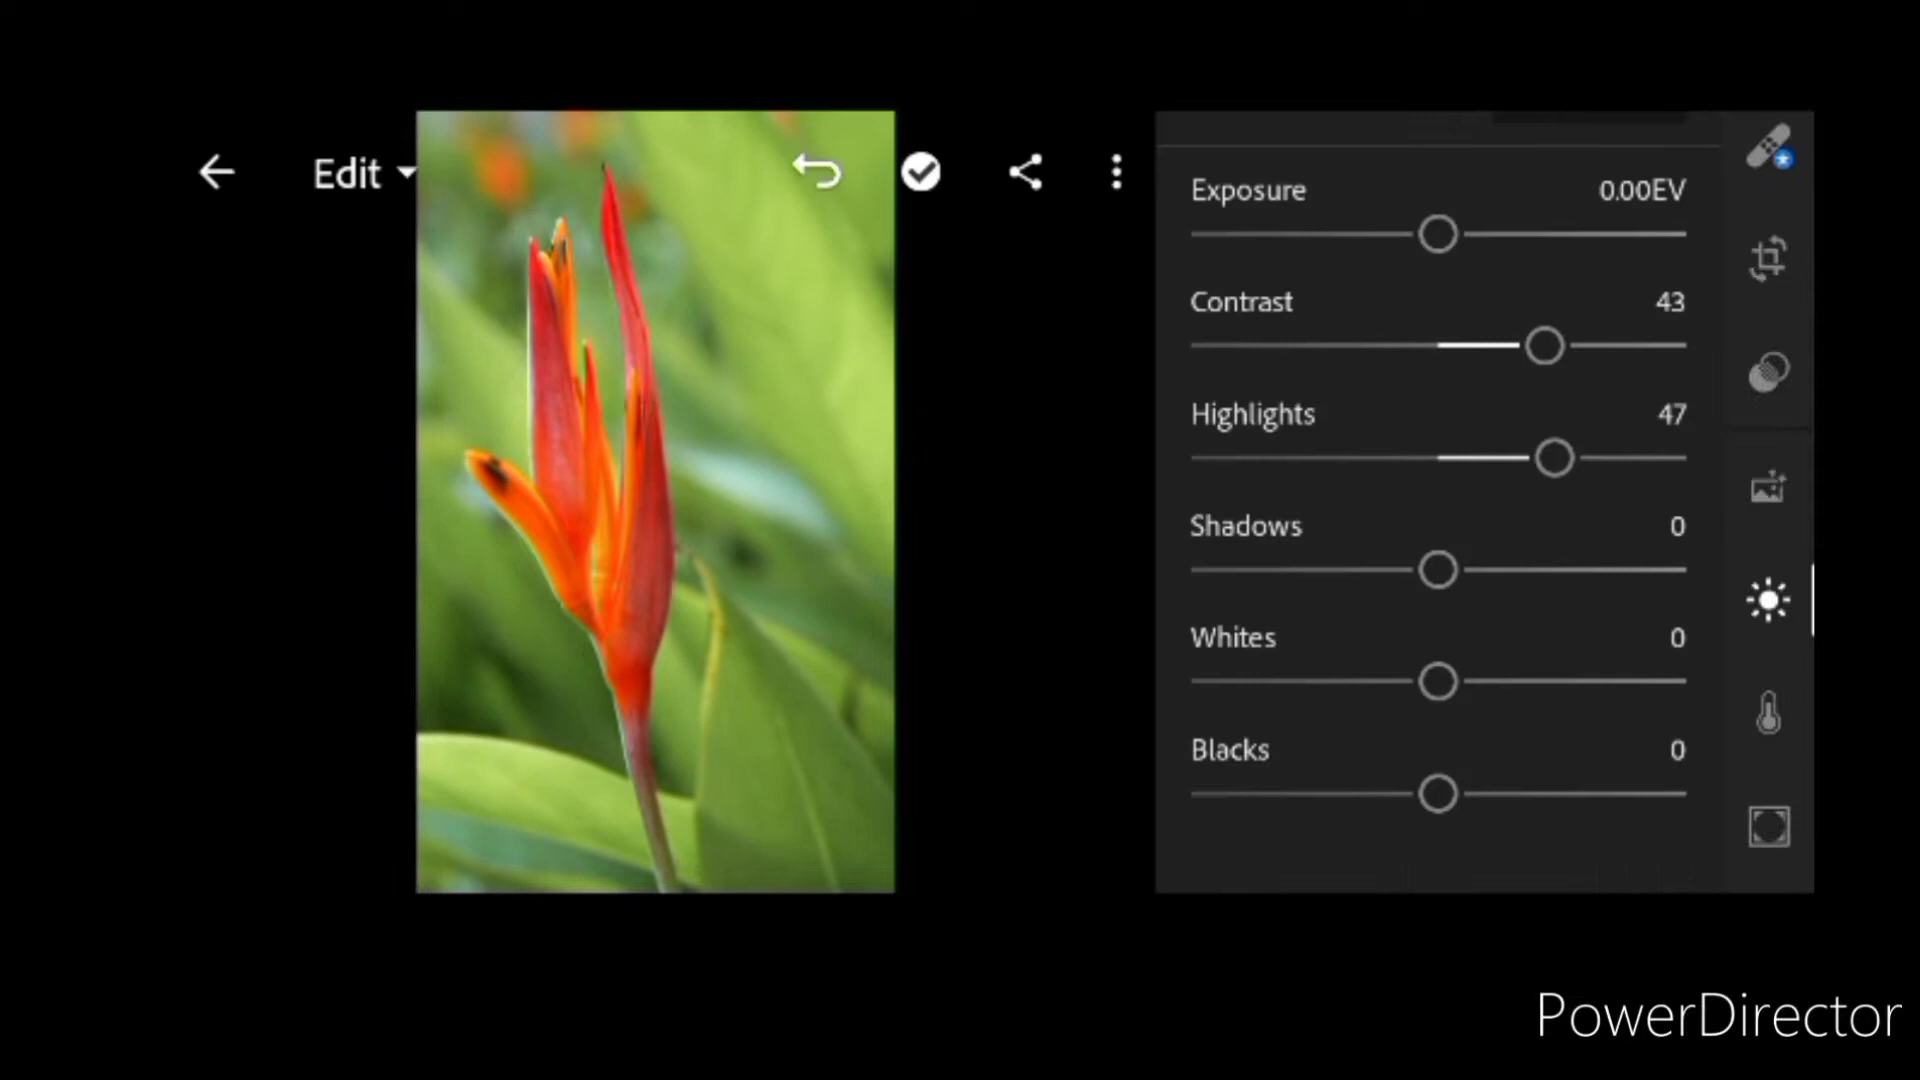 Edit
Exposure 0.00EV
Contrast 43
Highlights 47
Shadows 0
Whites 0
Blacks 0
PowerDirector